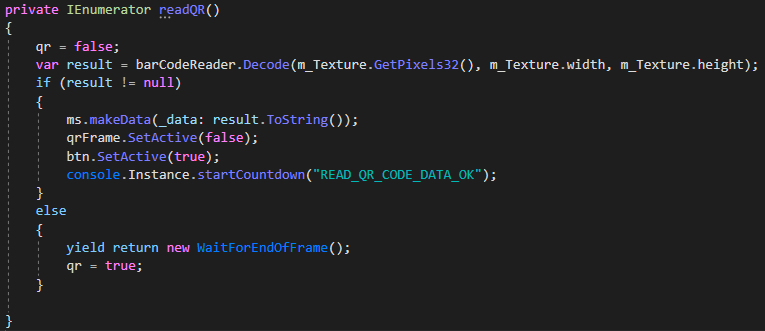 private IEnumerator readQR()
{
qr = false;
var result = barCodeReader.Decode(m_Texture.GetPixels32(), m_Texture.width, m_Texture.height);
if (result != null)
{
ms.makeData(_data: result.ToString());
qrFrame.SetActive(false);
btn.SetActive(true);
console.Instance.startCountdown("READ_QR_CODE_DATA_OK");
}
else
{
yield return new WaitForEndOfFrame();
qr = true;
}
}